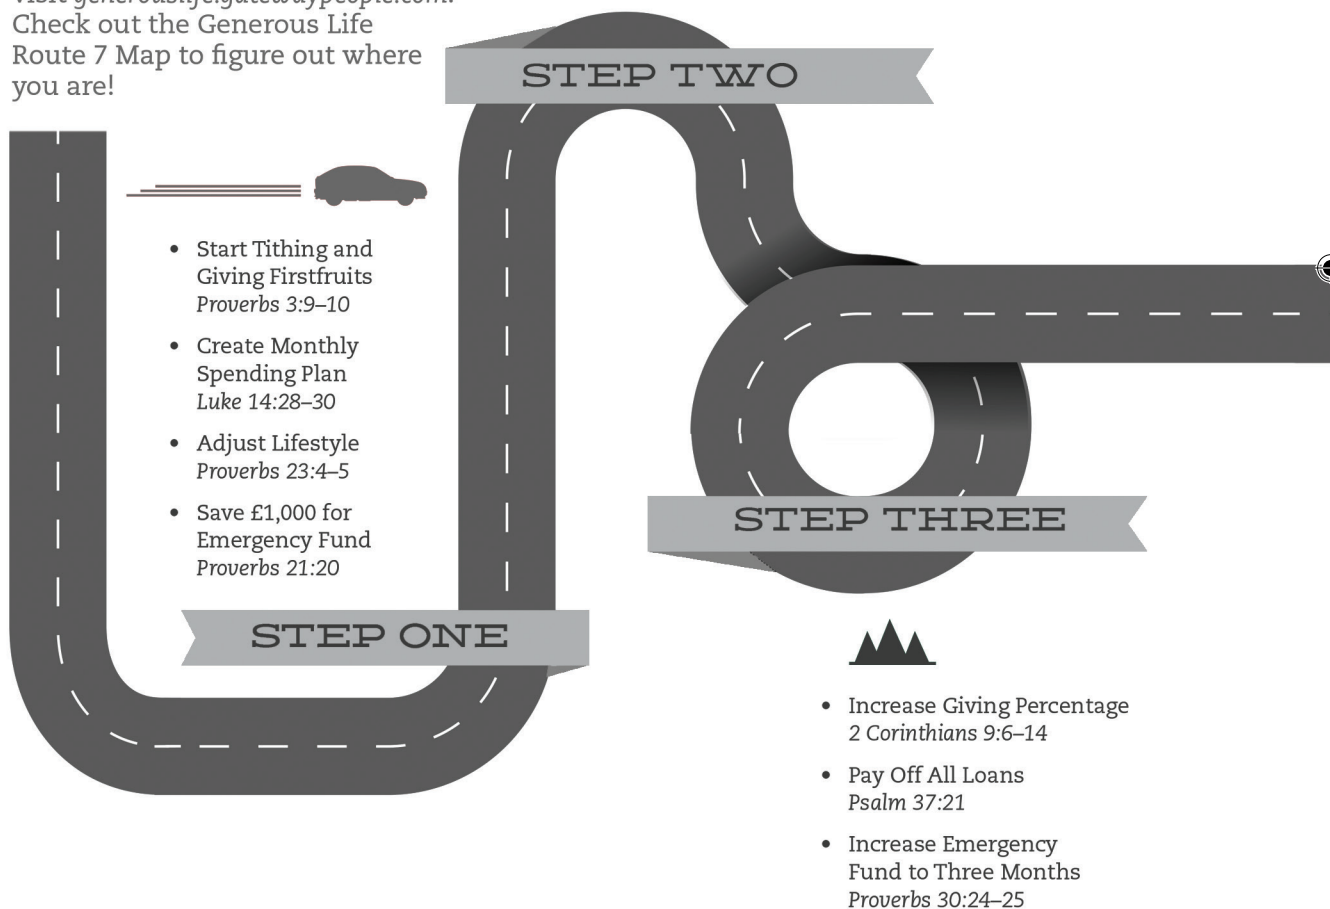 visit generouslife.gatewaypeople.com.
Check out the Generous Life
Route 7 Map to figure out where
you are!
STEP TWO
• Start Tithing and
Giving Firstfruits
Proverbs 3:9–10
• Create Monthly
Spending Plan
Luke 14:28–30
• Adjust Lifestyle
Proverbs 23:4–5
• Save £1,000 for
Emergency Fund
Proverbs 21:20
STEP ONE
STEP THREE
• Increase Giving Percentage
2 Corinthians 9:6–14
• Pay Off All Loans
Psalm 37:21
• Increase Emergency
Fund to Three Months
Proverbs 30:24–25